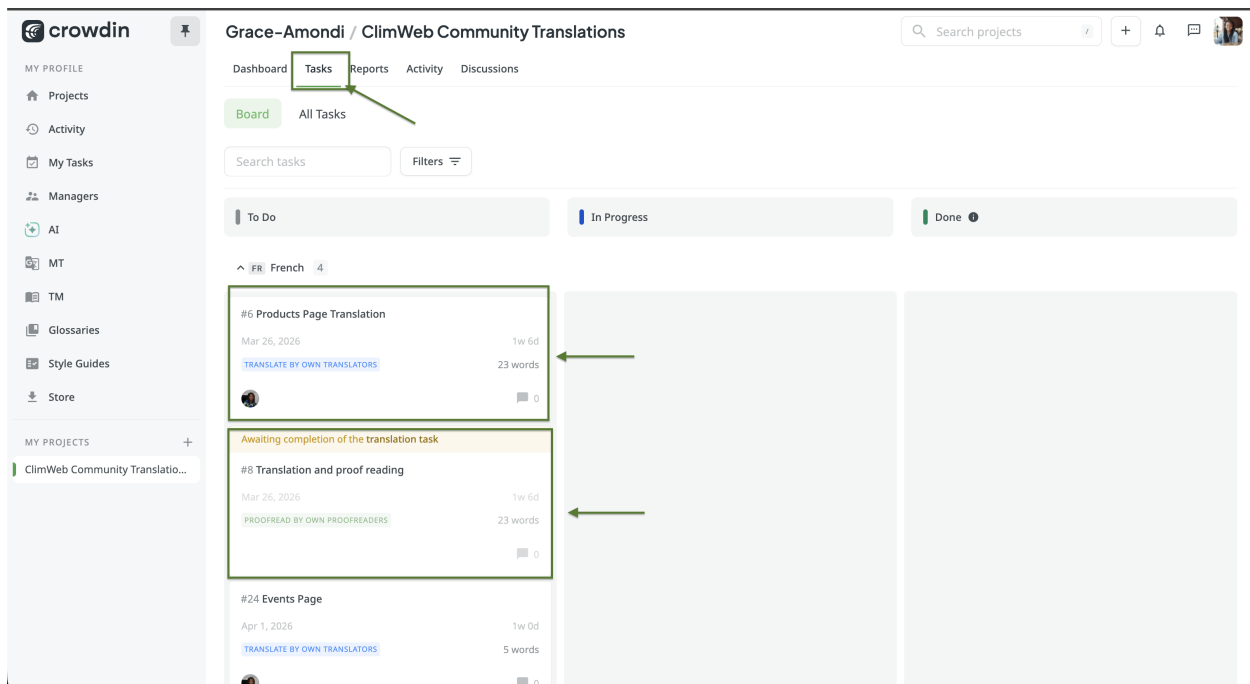 crowdin
Grace-Amondi / ClimWeb Community Translations
Search projects
/
Dashboard
Tasks
Reports
Activity
Discussions
MY PROFILE
Projects
Activity
My Tasks
Managers
AI
MT
TM
Glossaries
Style Guides
Store
MY PROJECTS
ClimWeb Community Translatio...
Board
All Tasks
Search tasks
Filters
To Do
In Progress
Done
FR French 4
#6 Products Page Translation
Mar 26, 2026 1w 6d
TRANSLATE BY OWN TRANSLATORS 23 words
0
Awaiting completion of the translation task
#8 Translation and proof reading
Mar 26, 2026 1w 6d
PROOFREAD BY OWN PROOFREADERS 23 words
0
#24 Events Page
Apr 1, 2026 1w 0d
TRANSLATE BY OWN TRANSLATORS 5 words
0